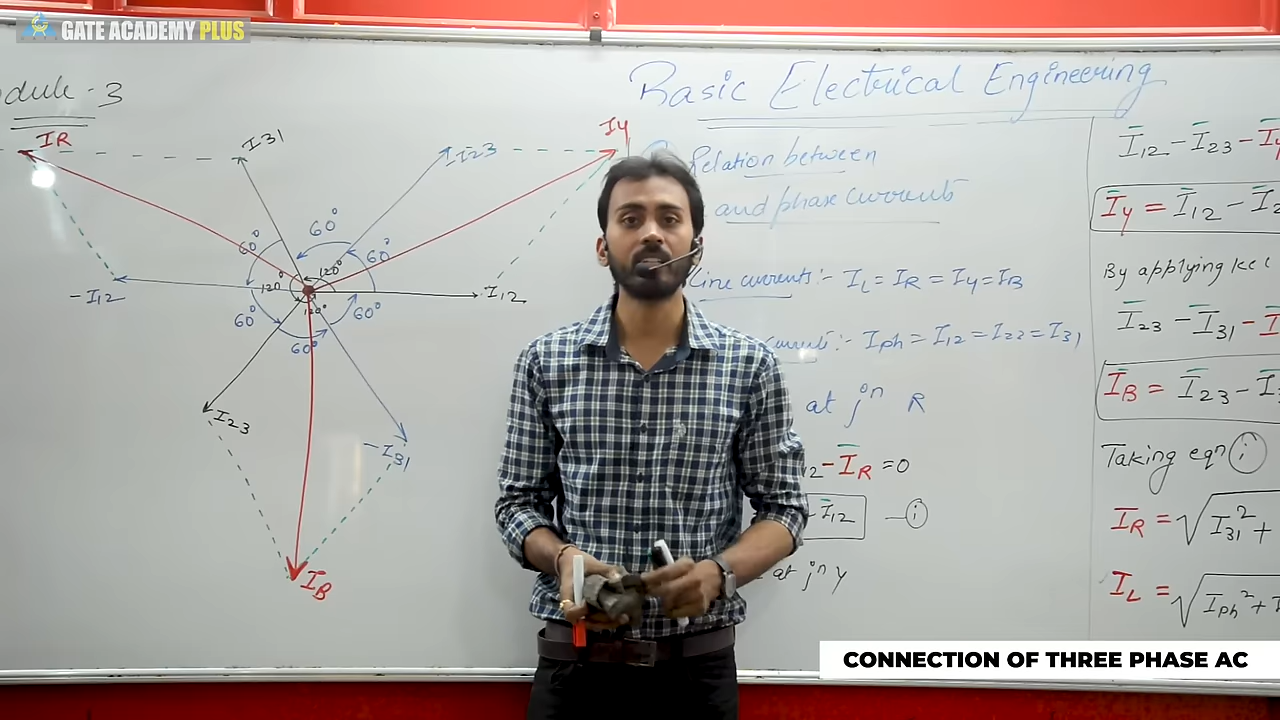 GATE ACADEMY PLUS
Basic Electrical Engineering
Relation between
and phase currents
Line currents:- IL = IR = IY = IB
:- Iph = I12 = I23 = I31
at jn R
-IR = 0
-I12 —(i)
at jn Y
I12 - I23 - IY
IY = I12 - I2
By applying KCL
I23 - I31 - I
IB = I23 - I3
Taking eqn (i)
IR = √I31² +
IL = √Iph² +
IR
I31
-I23
IY
60°
60°
60°
120°
120°
120°
-I12
I12
60°
60°
60°
I23
-I31
IB
CONNECTION OF THREE PHASE AC